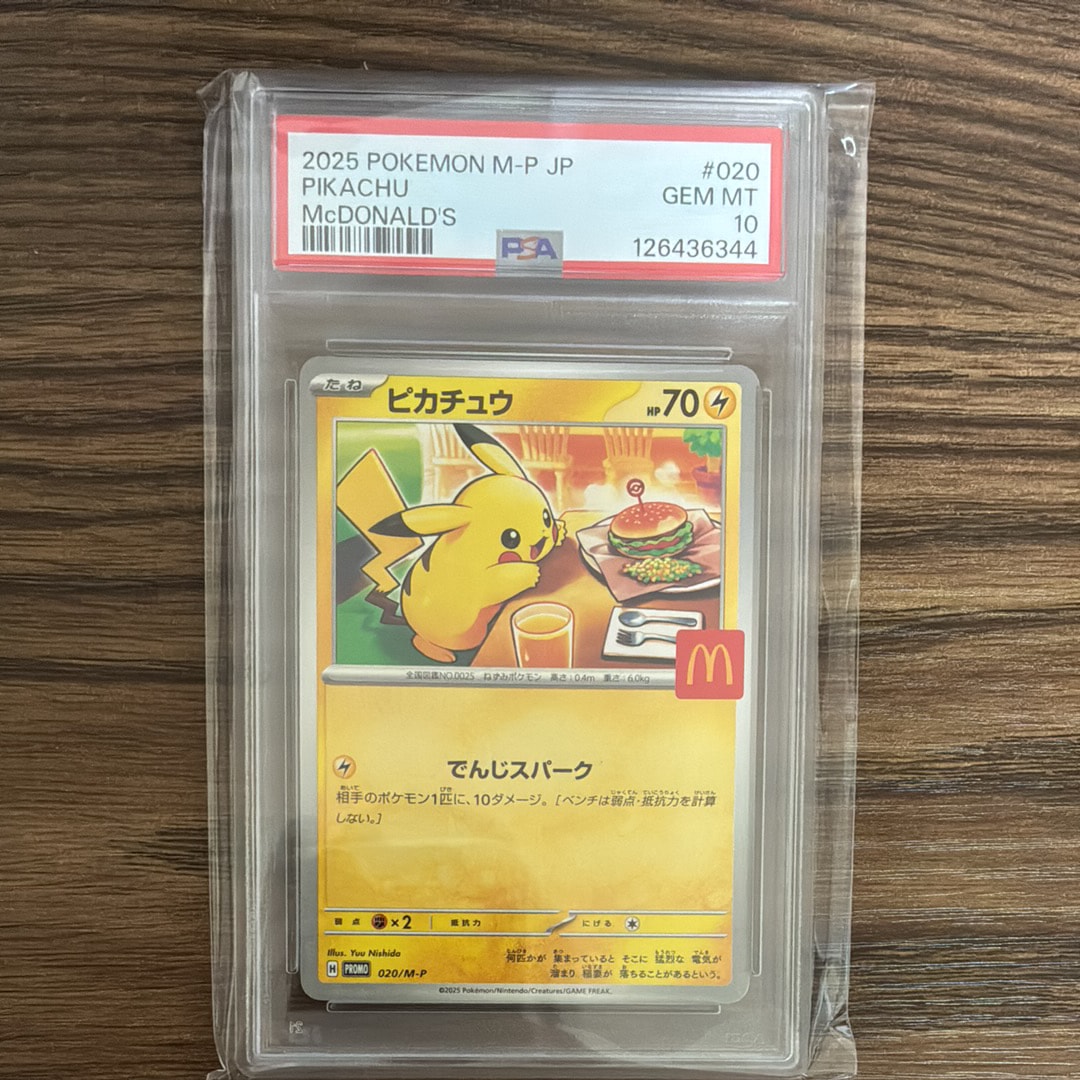 2025 POKEMON M-P JP #020
PIKACHU GEM MT
McDONALD'S 10
PSA 126436344
たね ピカチュウ HP70
M
全国図鑑NO.0025 ねずみポケモン 高さ:0.4m 重さ:6.0kg
でんじスパーク
相手のポケモン1匹に、10ダメージ。[ベンチは弱点・抵抗力を計算
しない。]
弱点 ×2 抵抗力 にげる
Illus. Yuu Nishida
何匹かが 集まっていると そこに 猛烈な 電気が
溜まり 稲妻が 落ちることがあるという。
H PROMO 020/M-P
©2025 Pokémon/Nintendo/Creatures/GAME FREAK.